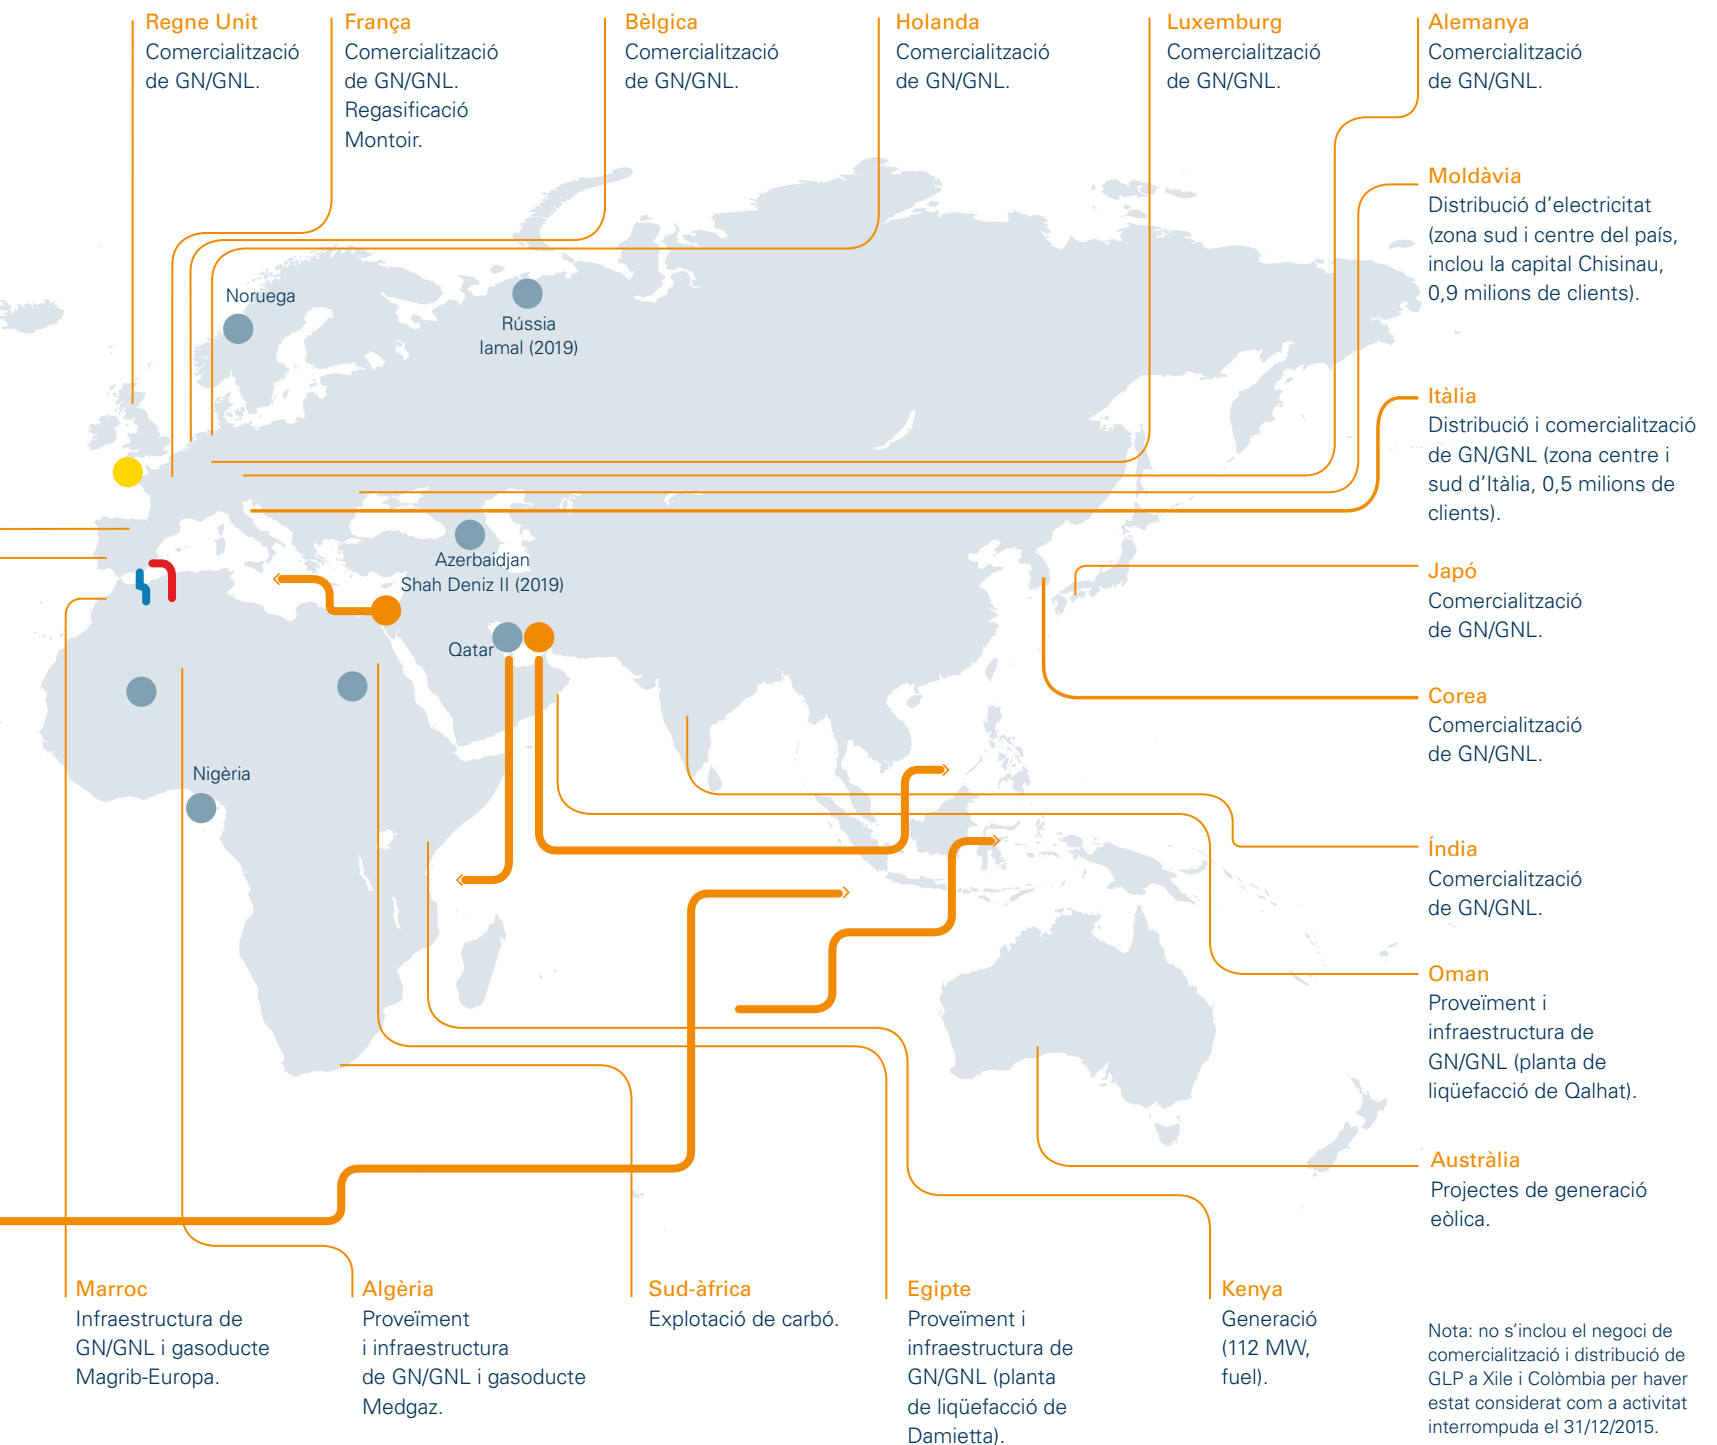 Regne Unit
Comercialització
de GN/GNL.
França
Comercialització
de GN/GNL.
Regasificació
Montoir.
Bèlgica
Comercialització
de GN/GNL.
Holanda
Comercialització
de GN/GNL.
Luxemburg
Comercialització
de GN/GNL.
Alemanya
Comercialització
de GN/GNL.
Moldàvia
Distribució d’electricitat
(zona sud i centre del país,
inclou la capital Chisinau,
0,9 milions de clients).
Noruega
Rússia
Iamal (2019)
Itàlia
Distribució i comercialització
de GN/GNL (zona centre i
sud d’Itàlia, 0,5 milions de
clients).
Azerbaidjan
Shah Deniz II (2019)
Japó
Comercialització
de GN/GNL.
Qatar
Corea
Comercialització
de GN/GNL.
Nigèria
Índia
Comercialització
de GN/GNL.
Oman
Proveïment i
infraestructura de
GN/GNL (planta de
liqüefacció de Qalhat).
Austràlia
Projectes de generació
eòlica.
Marroc
Infraestructura de
GN/GNL i gasoducte
Magrib-Europa.
Algèria
Proveïment
i infraestructura
de GN/GNL i gasoducte
Medgaz.
Sud-àfrica
Explotació de carbó.
Egipte
Proveïment i
infraestructura de
GN/GNL (planta
de liqüefacció de
Damietta).
Kenya
Generació
(112 MW,
fuel).
Nota: no s’inclou el negoci de
comercialització i distribució de
GLP a Xile i Colòmbia per haver
estat considerat com a activitat
interrompuda el 31/12/2015.